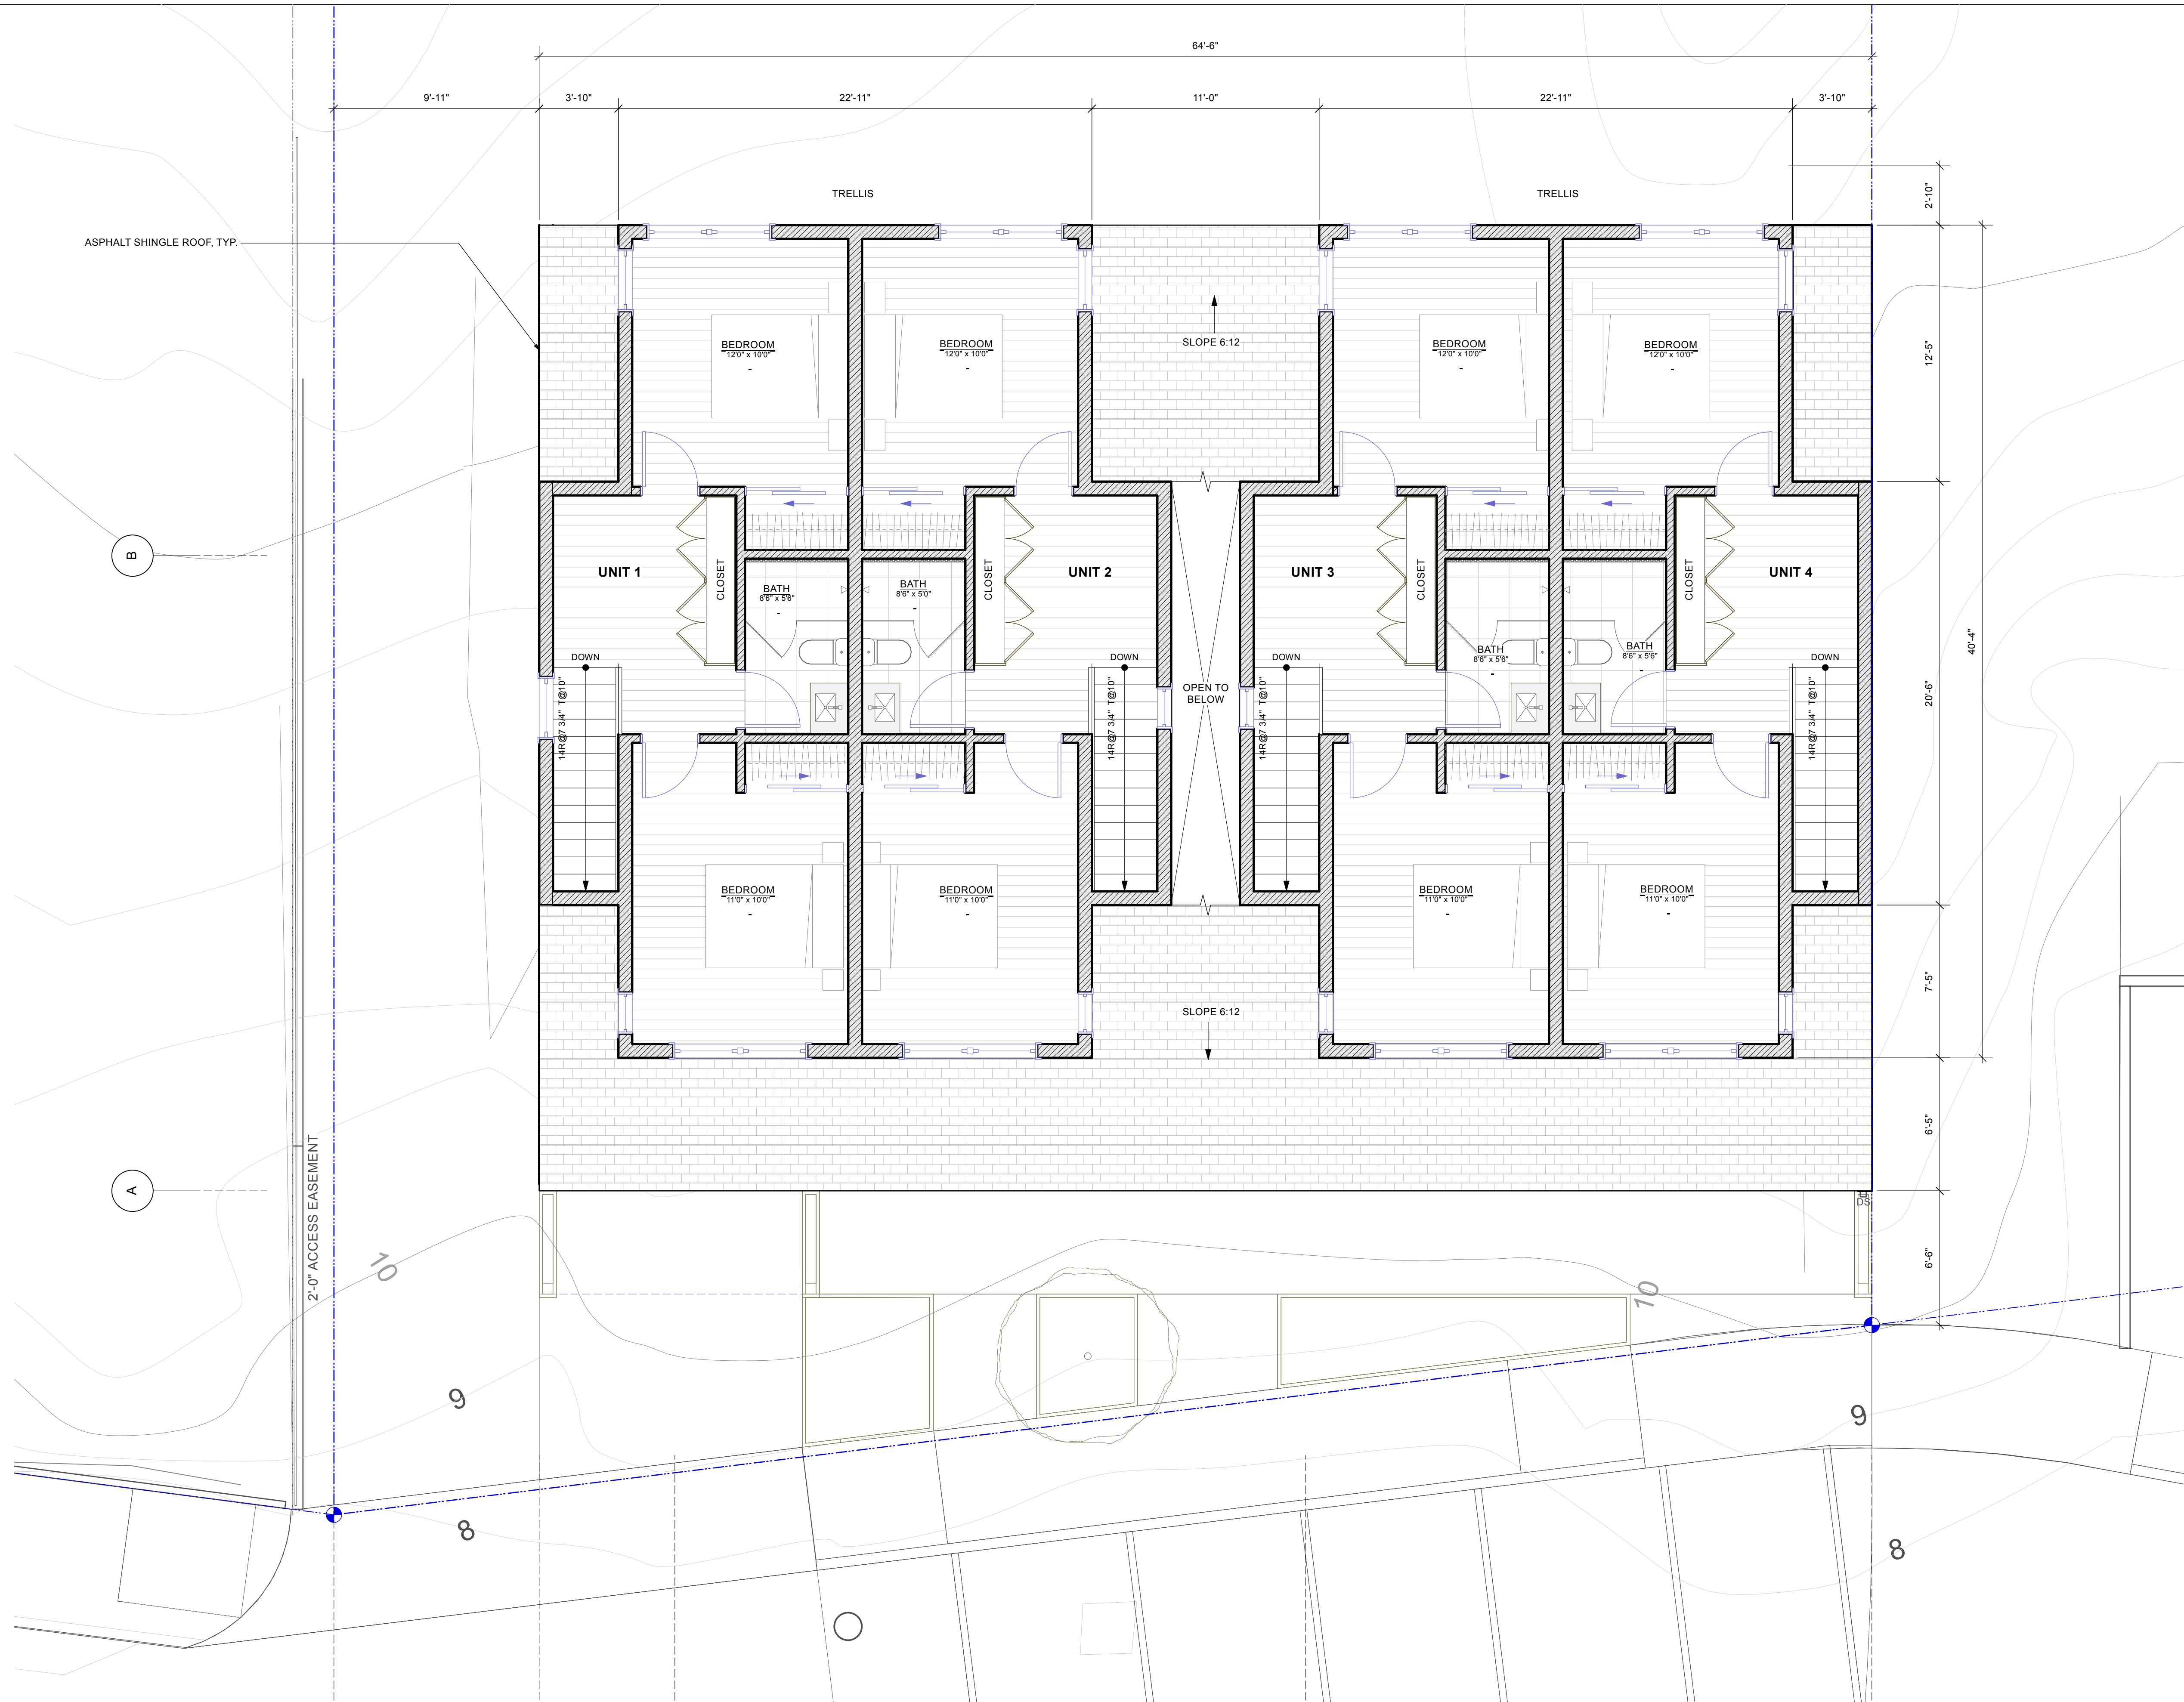 64'-6"
9'-11"
3'-10"
22'-11"
11'-0"
22'-11"
3'-10"
TRELLIS
TRELLIS
2'-10"
ASPHALT SHINGLE ROOF, TYP.
SLOPE 6:12
12'-5"
BEDROOM
12'0" x 10'0"
-
BEDROOM
12'0" x 10'0"
-
BEDROOM
12'0" x 10'0"
-
BEDROOM
12'0" x 10'0"
-
B
UNIT 1
CLOSET
BATH
8'6" x 5'6"
-
BATH
8'6" x 5'0"
-
CLOSET
UNIT 2
UNIT 3
CLOSET
BATH
8'6" x 5'6"
-
BATH
8'6" x 5'6"
-
CLOSET
UNIT 4
40'-4"
DOWN
DOWN
DOWN
DOWN
14R@7 3/4" T@10"
14R@7 3/4" T@10"
OPEN TO
BELOW
14R@7 3/4" T@10"
14R@7 3/4" T@10"
20'-6"
BEDROOM
11'0" x 10'0"
-
BEDROOM
11'0" x 10'0"
-
BEDROOM
11'0" x 10'0"
-
BEDROOM
11'0" x 10'0"
-
7'-5"
SLOPE 6:12
6'-5"
A
2'-0" ACCESS EASEMENT
DS
10
10
6'-6"
9
9
8
8